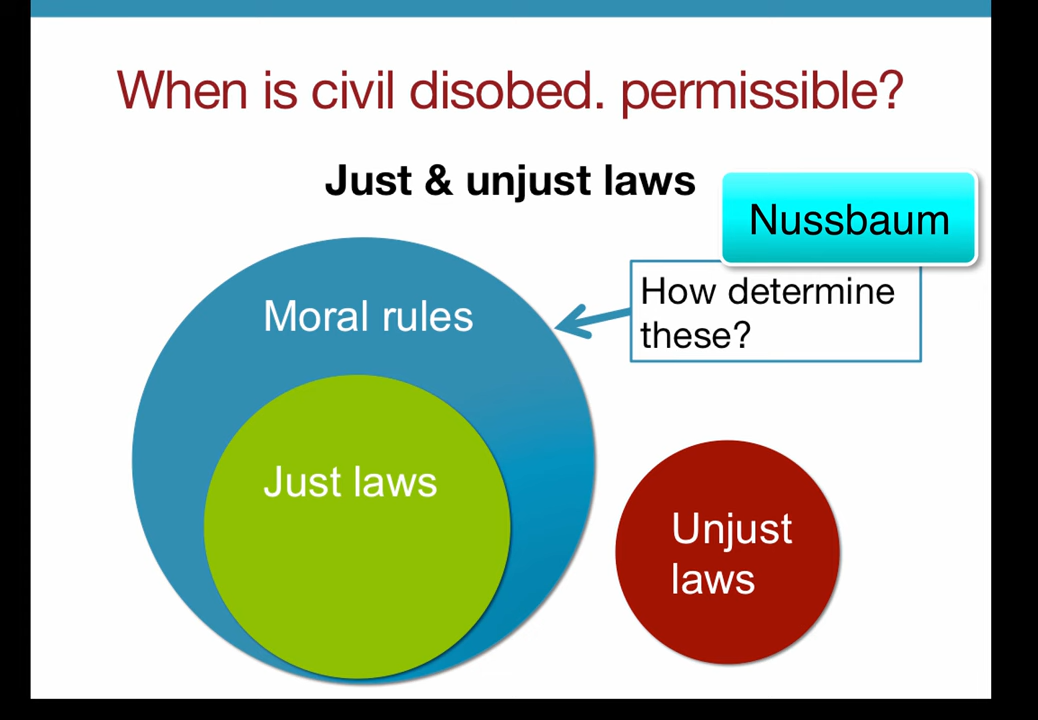 When is civil disobed. permissible?
Just & unjust laws
Nussbaum
How determine
these?
Moral rules
Just laws
Unjust
laws